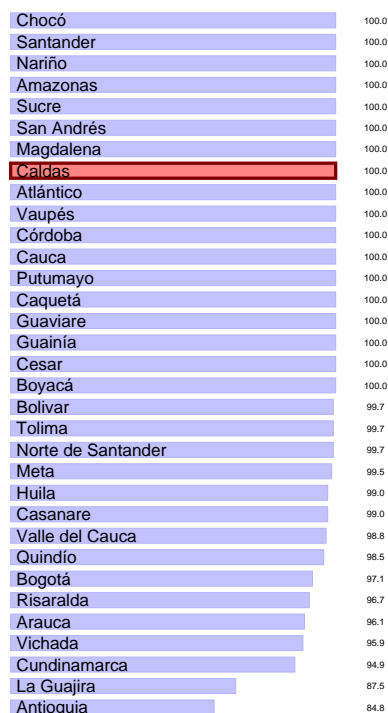 Chocó 100.0
Santander 100.0
Nariño 100.0
Amazonas 100.0
Sucre 100.0
San Andrés 100.0
Magdalena 100.0
Caldas 100.0
Atlántico 100.0
Vaupés 100.0
Córdoba 100.0
Cauca 100.0
Putumayo 100.0
Caquetá 100.0
Guaviare 100.0
Guainía 100.0
Cesar 100.0
Boyacá 100.0
Bolivar 99.7
Tolima 99.7
Norte de Santander 99.7
Meta 99.5
Huila 99.0
Casanare 99.0
Valle del Cauca 98.8
Quindío 98.5
Bogotá 97.1
Risaralda 96.7
Arauca 96.1
Vichada 95.9
Cundinamarca 94.9
La Guajira 87.5
Antioquia 84.8